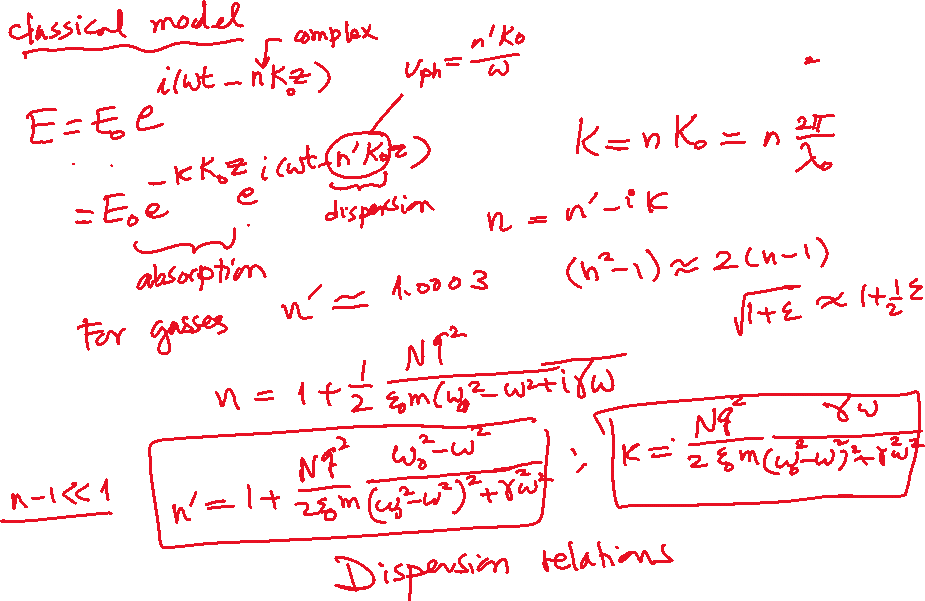 classical model
complex
E = E₀ e^{i(ωt - nK₀z)}
υ_ph = n'K₀/ω
K = n K₀ = n 2π/λ₀
= E₀ e^{-κK₀z} e^{i(ωt - n'K₀z)}
absorption
dispersion
n = n' - iκ
(n² - 1) ≈ 2(n-1)
For gasses n' ≃ 1.0003
√(1+ε) ≈ 1 + ½ε
n = 1 + ½ Nq²/(ε₀m(ω₀² - ω² + iγω
n-1 << 1
n' = 1 + Nq²/(2ε₀m) (ω₀² - ω²)/((ω₀² - ω²)² + γ²ω²) ; κ = Nq²/(2ε₀m) γω/((ω₀² - ω²)² + γ²ω²)
Dispersion relations